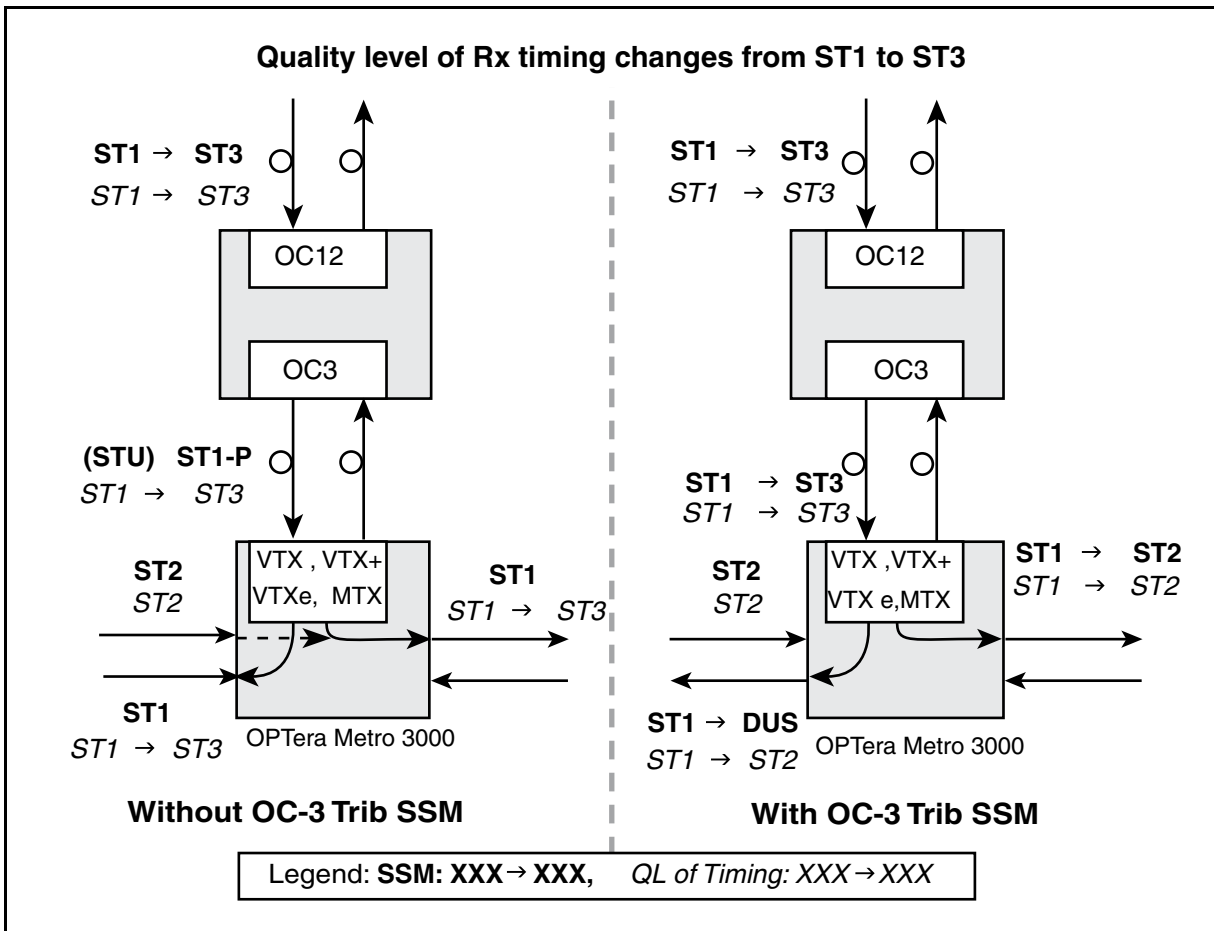 Quality level of Rx timing changes from ST1 to ST3
ST1 → ST3
ST1 → ST3
OC12
OC3
(STU) ST1-P
ST1 → ST3
VTX , VTX+
VTXe, MTX
ST2
ST2
ST1
ST1 → ST3
ST1
ST1 → ST3
OPTera Metro 3000
Without OC-3 Trib SSM
ST1 → ST3
ST1 → ST3
OC12
OC3
ST1 → ST3
ST1 → ST3
VTX ,VTX+
VTX e,MTX
ST2
ST2
ST1 → ST2
ST1 → ST2
ST1 → DUS
ST1 → ST2
OPTera Metro 3000
With OC-3 Trib SSM
Legend: SSM: XXX→XXX, QL of Timing: XXX→XXX